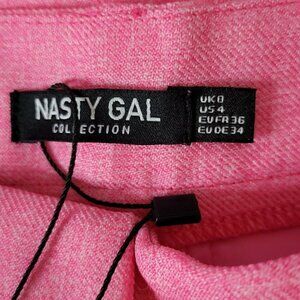 NASTY GAL
COLLECTION
UK8
US4
EUFR36
EUDE34